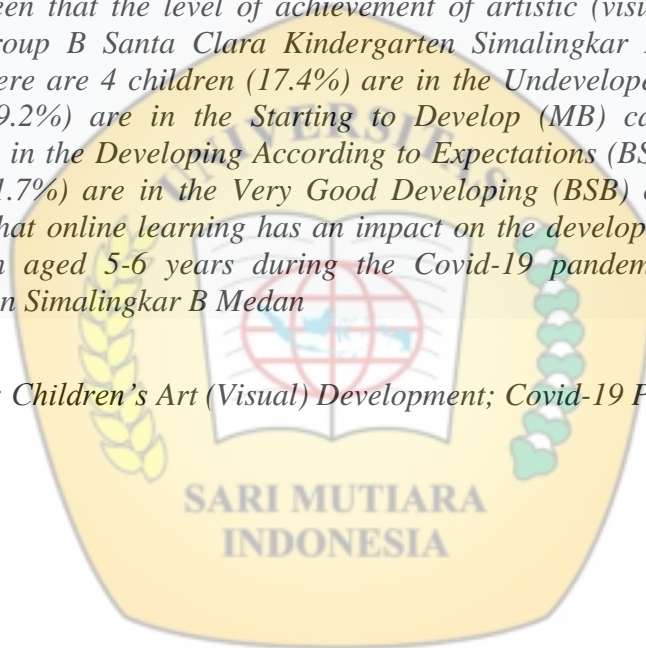 een that the level of achievement of artistic (visu
roup B Santa Clara Kindergarten Simalingkar
ere are 4 children (17.4%) are in the Undevelope
9.2%) are in the Starting to Develop (MB) ca
in the Developing According to Expectations (BS
1.7%) are in the Very Good Developing (BSB)
hat online learning has an impact on the develop
n aged 5-6 years during the Covid-19 pandem
n Simalingkar B Medan
: Children's Art (Visual) Development; Covid-19 P
UNIVERSITAS
SARI MUTIARA
INDONESIA